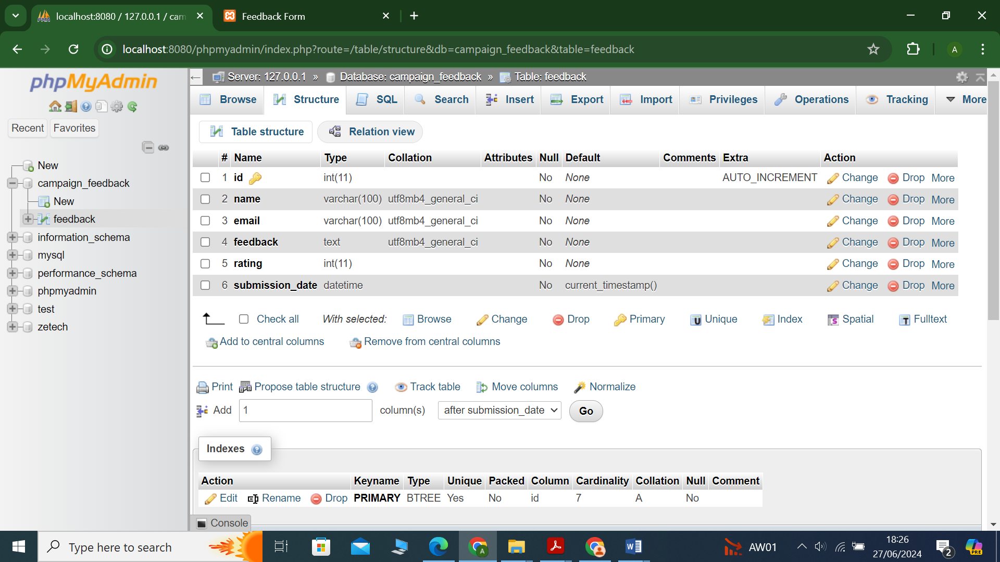 localhost:8080 / 127.0.0.1 / cam
Feedback Form
localhost:8080/phpmyadmin/index.php?route=/table/structure&db=campaign_feedback&table=feedback
A
phpMyAdmin
Recent Favorites
New
campaign_feedback
New
feedback
information_schema
mysql
performance_schema
phpmyadmin
test
zetech
Server: 127.0.0.1 » Database: campaign_feedback » Table: feedback
Browse Structure SQL Search Insert Export Import Privileges Operations Tracking More
Table structure Relation view
# Name Type Collation Attributes Null Default Comments Extra Action
1 id int(11) No None AUTO_INCREMENT Change Drop More
2 name varchar(100) utf8mb4_general_ci No None Change Drop More
3 email varchar(100) utf8mb4_general_ci No None Change Drop More
4 feedback text utf8mb4_general_ci No None Change Drop More
5 rating int(11) No None Change Drop More
6 submission_date datetime No current_timestamp() Change Drop More
Check all With selected: Browse Change Drop Primary Unique Index Spatial Fulltext
Add to central columns Remove from central columns
Print Propose table structure Track table Move columns Normalize
Add 1 column(s) after submission_date Go
Indexes
Action Keyname Type Unique Packed Column Cardinality Collation Null Comment
Edit Rename Drop PRIMARY BTREE Yes No id 7 A No
Console
Type here to search
AW01
18:26
27/06/2024
2
PRE